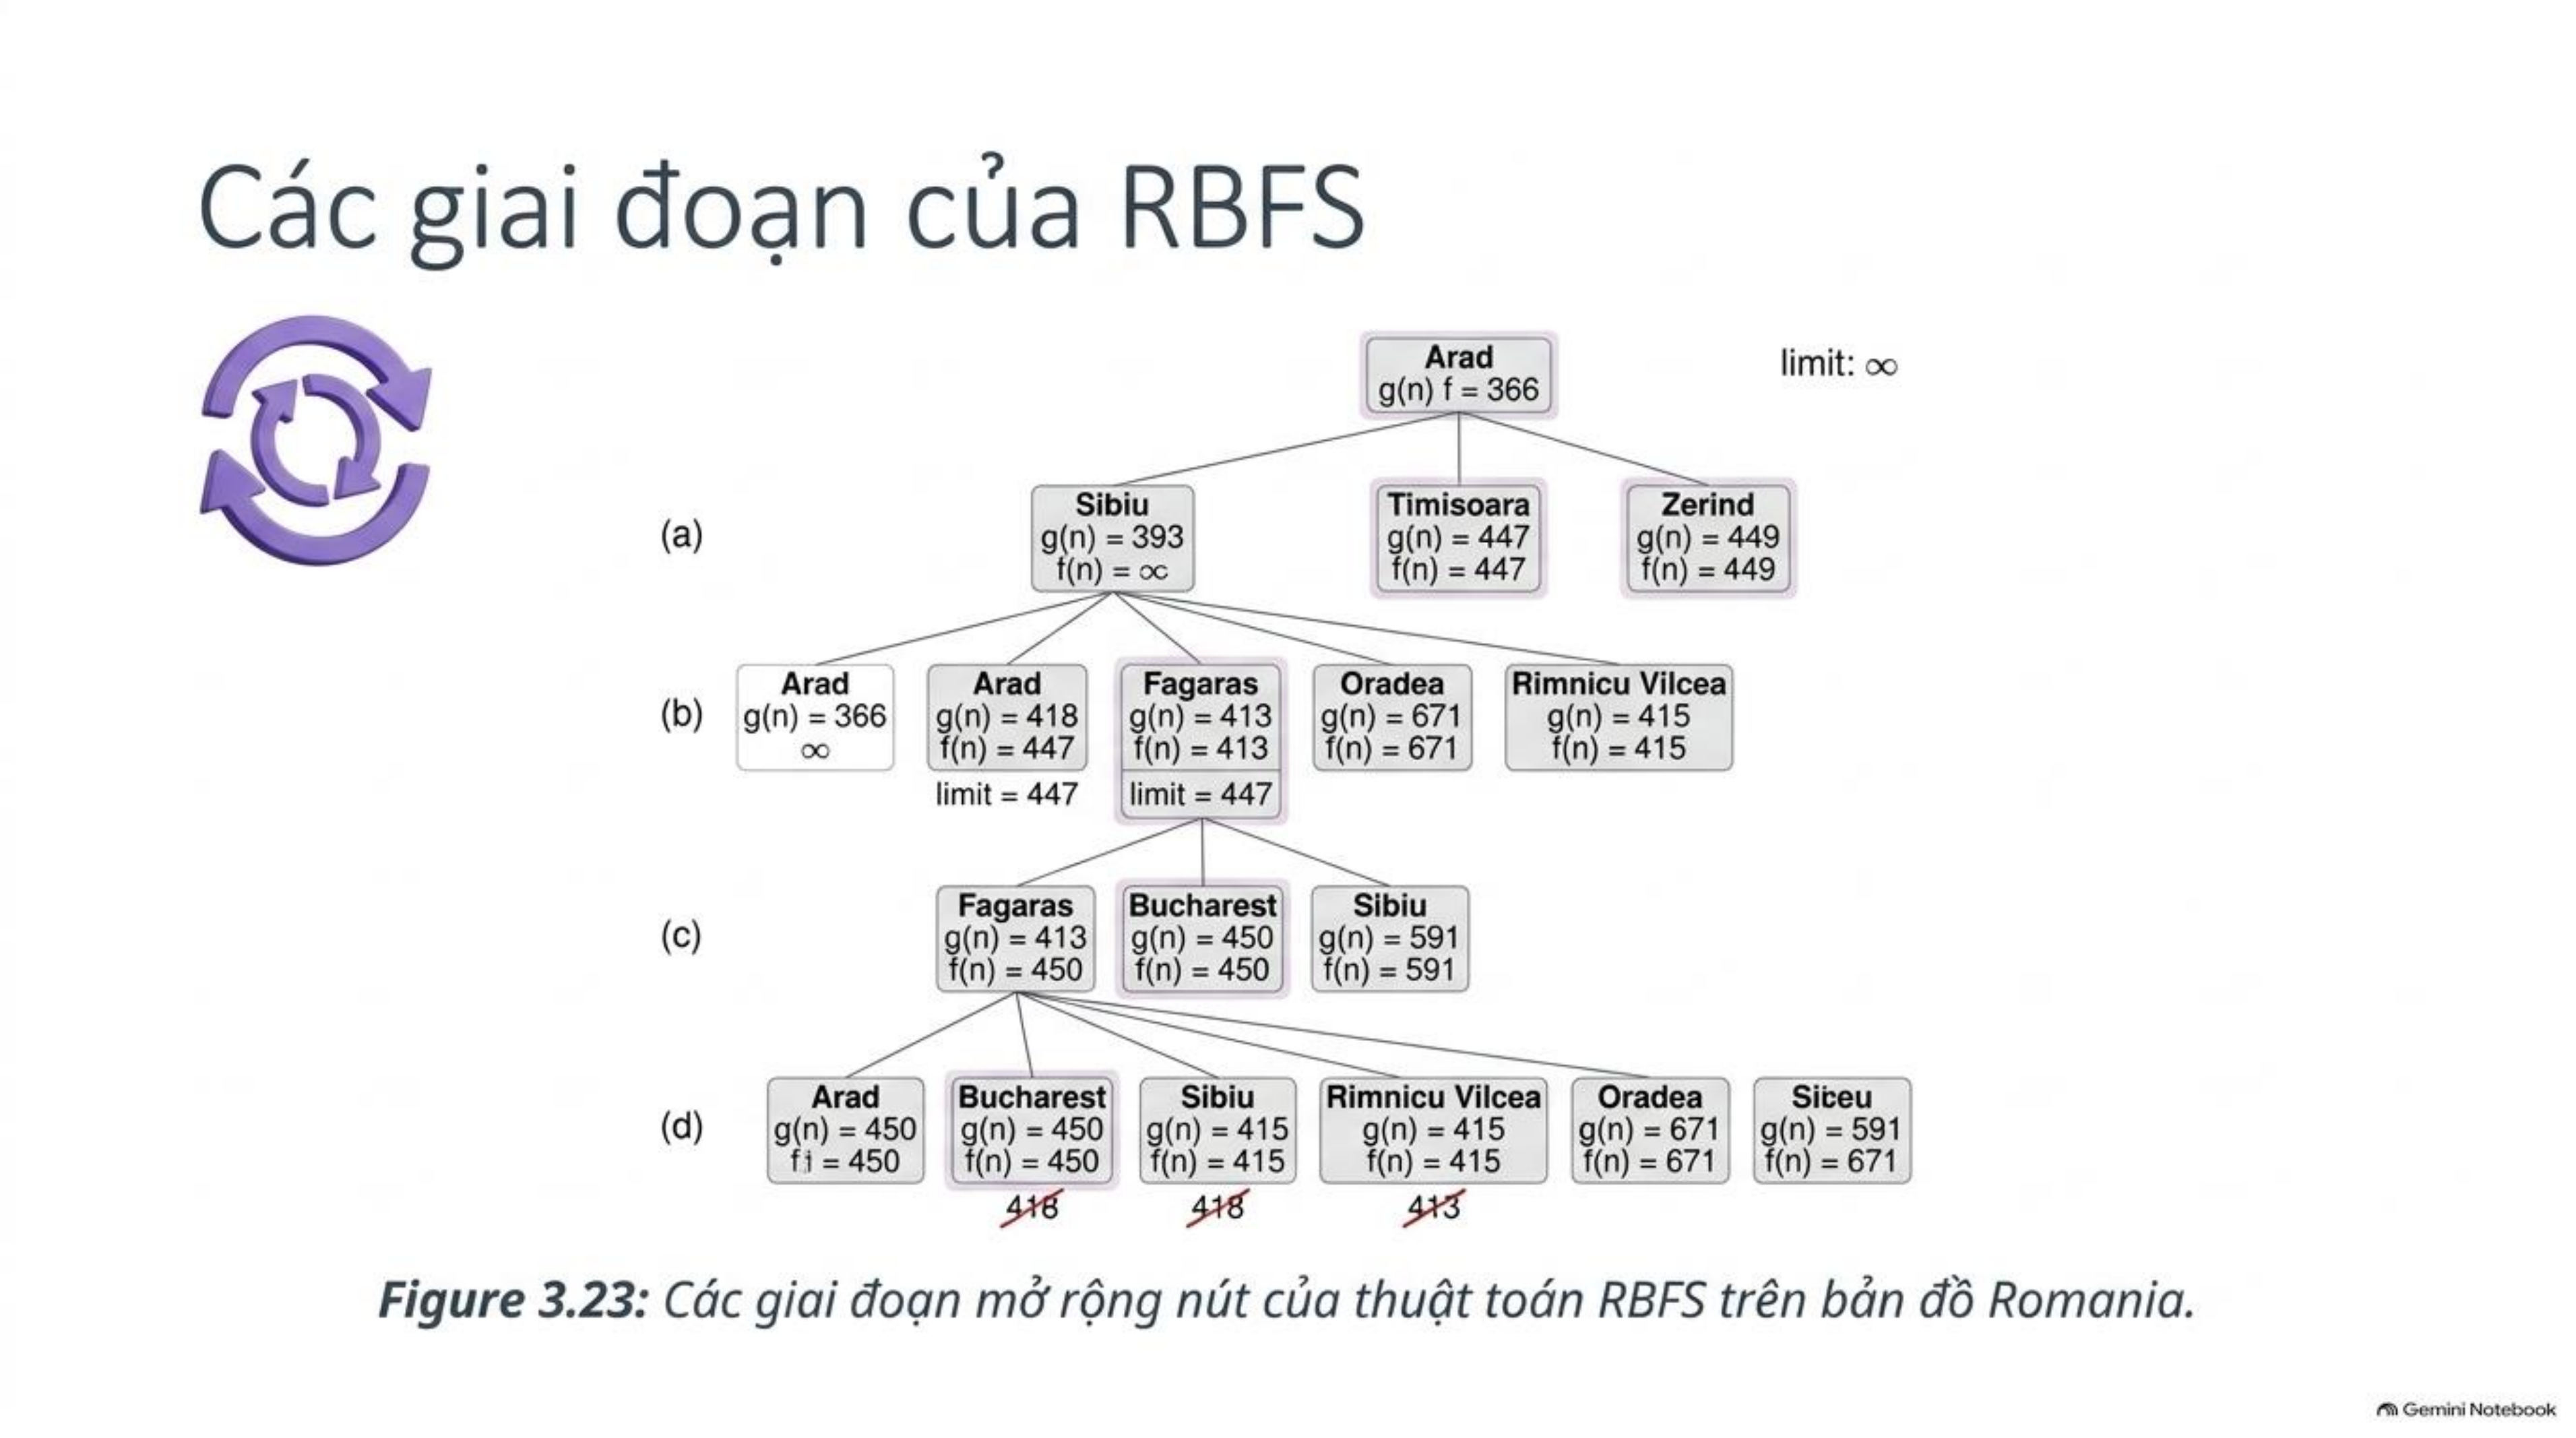 Các giai đoạn của RBFS
Arad
g(n) f = 366
limit: ∞
(a)
Sibiu
g(n) = 393
f(n) = ∝
Timisoara
g(n) = 447
f(n) = 447
Zerind
g(n) = 449
f(n) = 449
(b)
Arad
g(n) = 366
∞
Arad
g(n) = 418
f(n) = 447
limit = 447
Fagaras
g(n) = 413
f(n) = 413
limit = 447
Oradea
g(n) = 671
f(n) = 671
Rimnicu Vilcea
g(n) = 415
f(n) = 415
(c)
Fagaras
g(n) = 413
f(n) = 450
Bucharest
g(n) = 450
f(n) = 450
Sibiu
g(n) = 591
f(n) = 591
(d)
Arad
g(n) = 450
= 450
Bucharest
g(n) = 450
f(n) = 450
418
Sibiu
g(n) = 415
f(n) = 415
418
Rimnicu Vilcea
g(n) = 415
f(n) = 415
413
Oradea
g(n) = 671
f(n) = 671
g(n) = 591
f(n) = 671
Figure 3.23: Các giai đoạn mở rộng nút của thuật toán RBFS trên bản đồ Romania.
Gemini Notebook